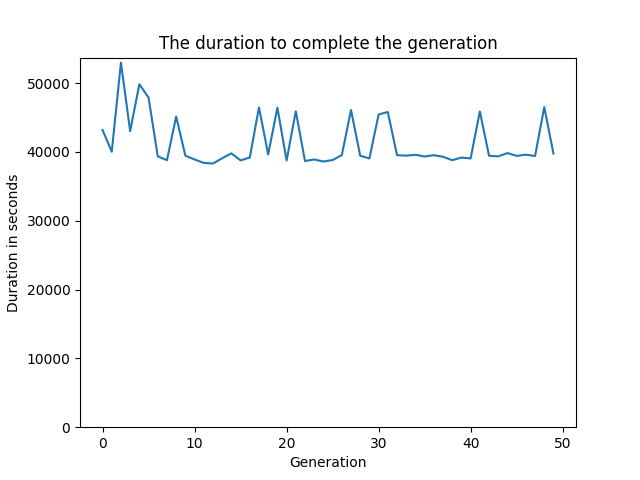 The duration to complete the generation
50000
40000
30000
20000
10000
0
Duration in seconds
0 10 20 30 40 50
Generation